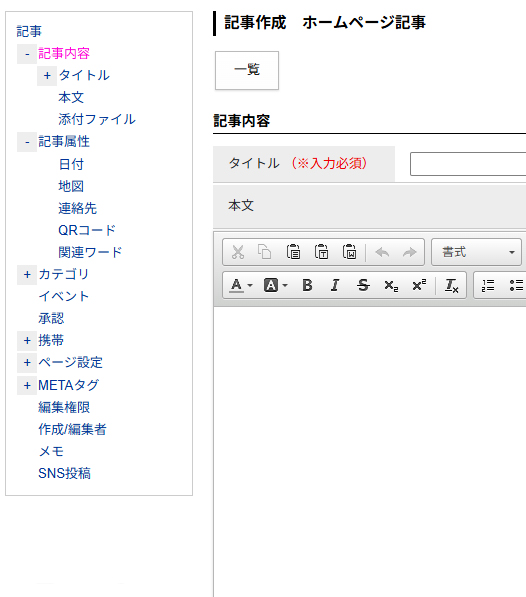 記事
- 記事内容
+ タイトル
本文
添付ファイル
- 記事属性
日付
地図
連絡先
QRコード
関連ワード
+ カテゴリ
イベント
承認
+ 携帯
+ ページ設定
+ METAタグ
編集権限
作成/編集者
メモ
SNS投稿
記事作成　ホームページ記事
一覧
記事内容
タイトル （※入力必須）
本文
書式
A A B I S x₂ x² Ix